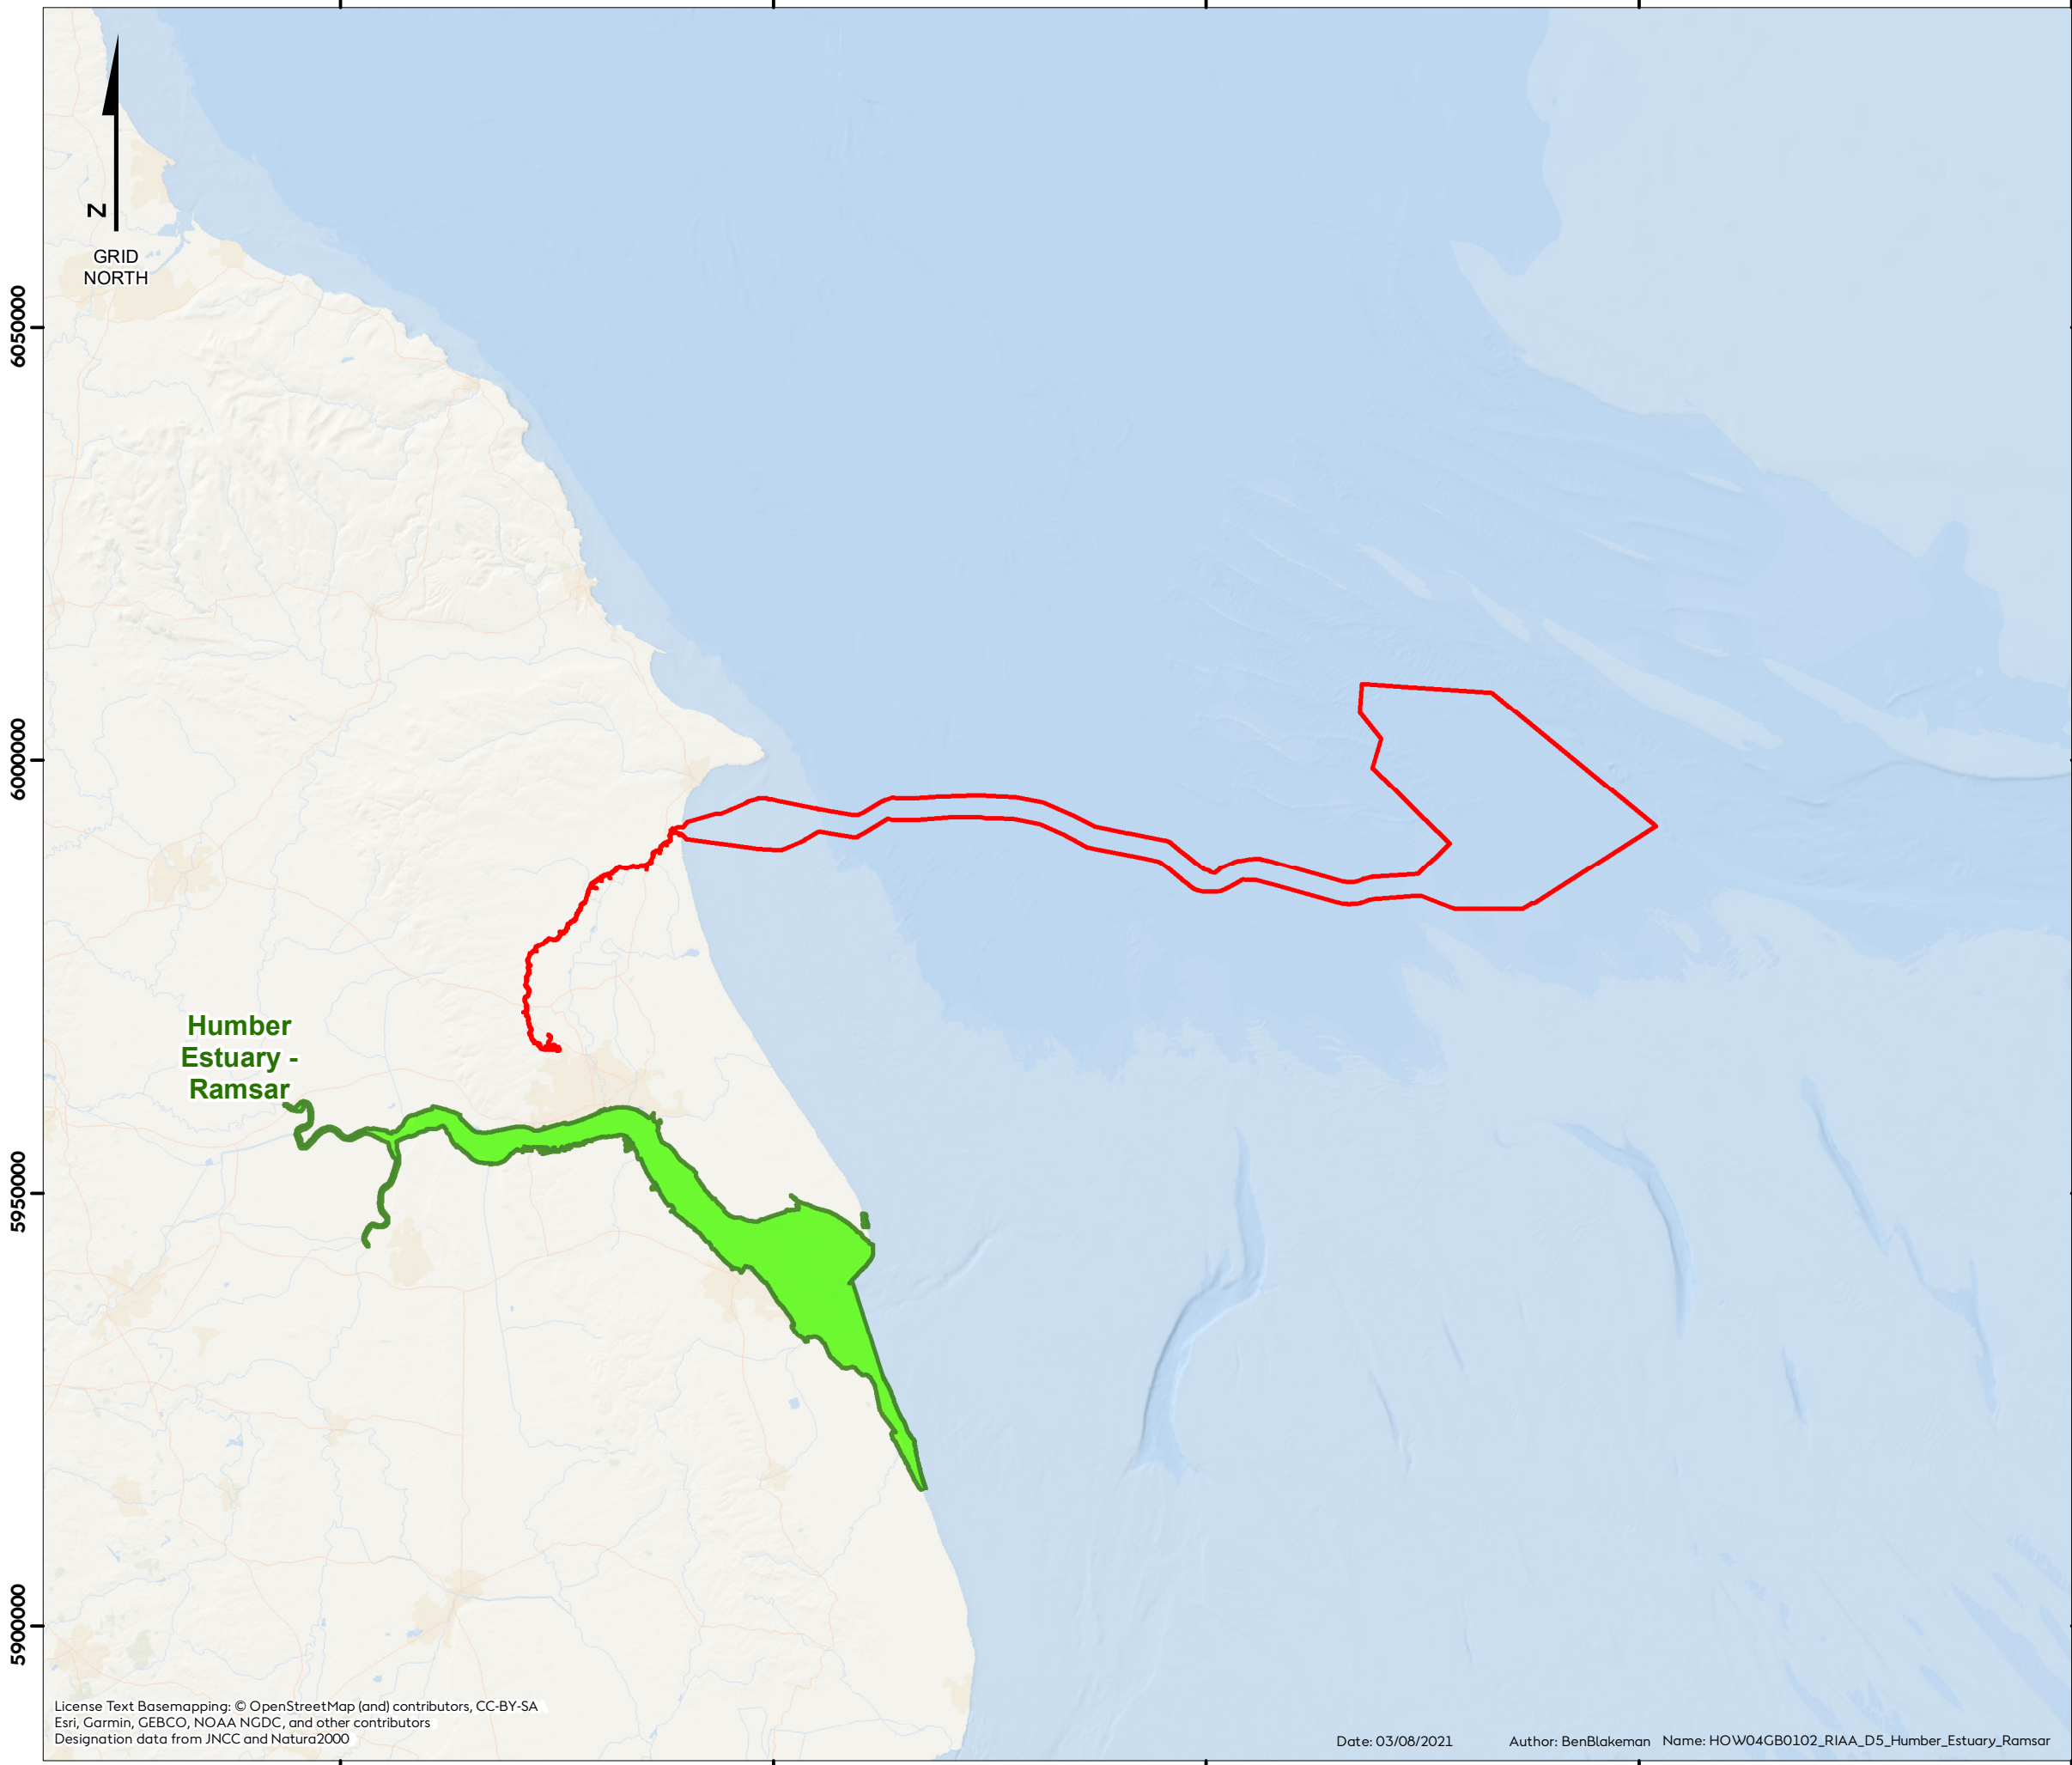 N
GRID
NORTH
6050000
6000000
5950000
5900000
Humber
Estuary -
Ramsar
License Text Basemapping: © OpenStreetMap (and) contributors, CC-BY-SA
Esri, Garmin, GEBCO, NOAA NGDC, and other contributors
Designation data from JNCC and Natura2000
Date: 03/08/2021 Author: BenBlakeman Name: HOW04GB0102_RIAA_D5_Humber_Estuary_Ramsar